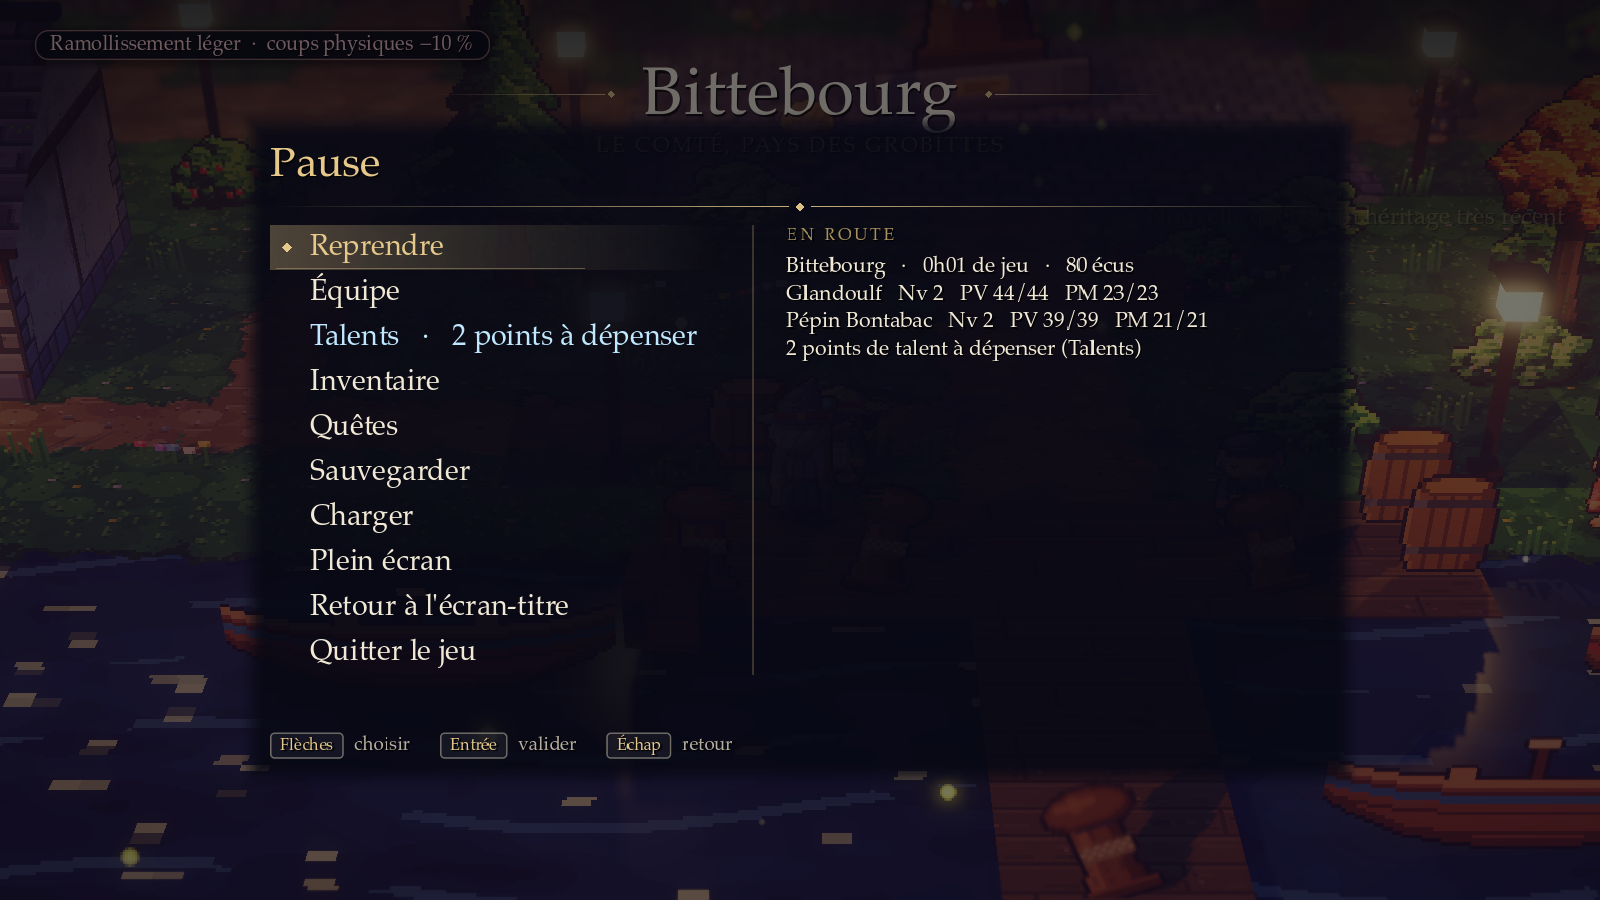 Ramollissement léger · coups physiques −10 %
Bittebourg
LE COMTÉ, PAYS DES GROBITTES
Pause
héritage très récent
Reprendre
Équipe
Talents · 2 points à dépenser
Inventaire
Quêtes
Sauvegarder
Charger
Plein écran
Retour à l'écran-titre
Quitter le jeu
EN ROUTE
Bittebourg · 0h01 de jeu · 80 écus
Glandoulf Nv 2 PV 44/44 PM 23/23
Pépin Bontabac Nv 2 PV 39/39 PM 21/21
2 points de talent à dépenser (Talents)
Flèches choisir Entrée valider Échap retour